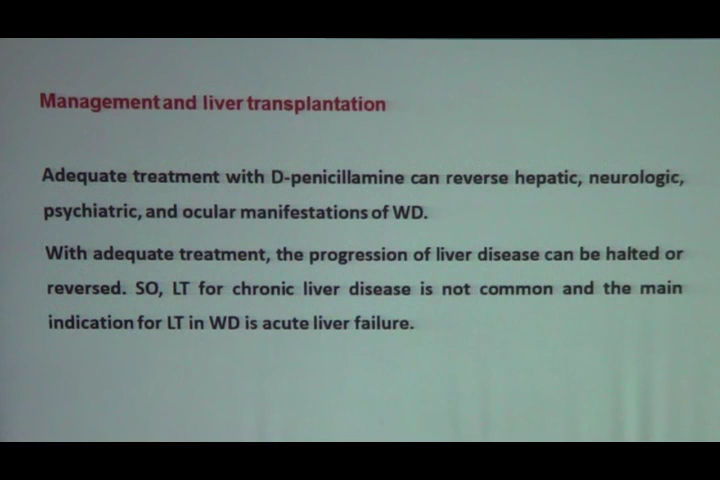 Management and liver transplantation
Adequate treatment with D-penicillamine can reverse hepatic, neurologic,
psychiatric, and ocular manifestations of WD.
With adequate treatment, the progression of liver disease can be halted or
reversed. SO, LT for chronic liver disease is not common and the main
indication for LT in WD is acute liver failure.